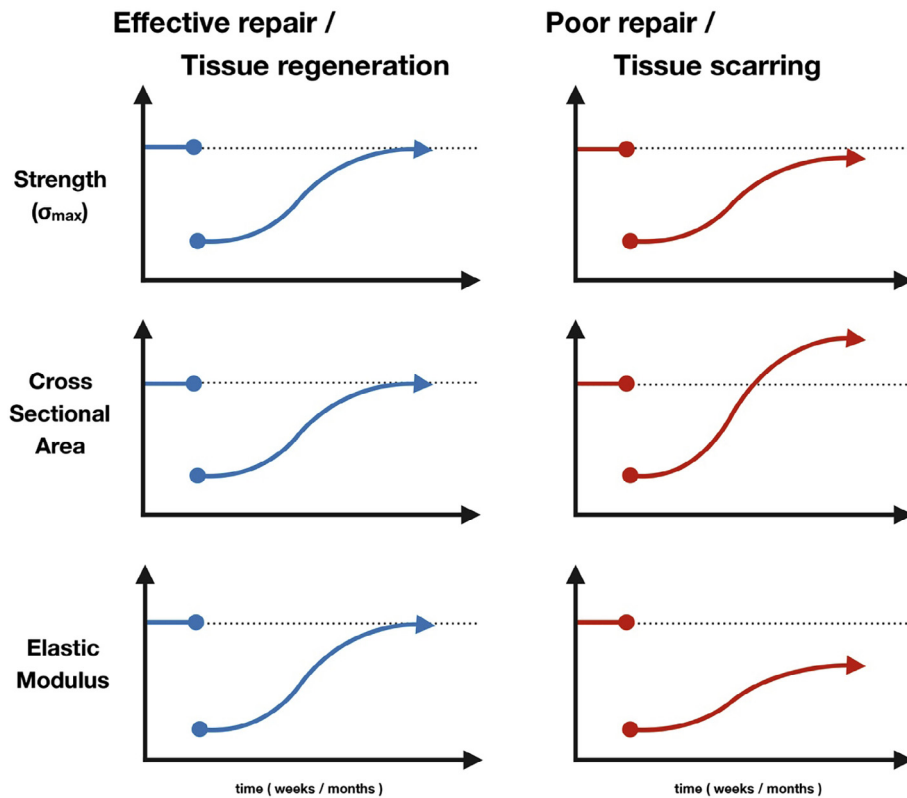 Effective repair /
Tissue regeneration
Poor repair /
Tissue scarring
Strength
(σmax)
Cross
Sectional
Area
Elastic
Modulus
time ( weeks / months )
time ( weeks / months )